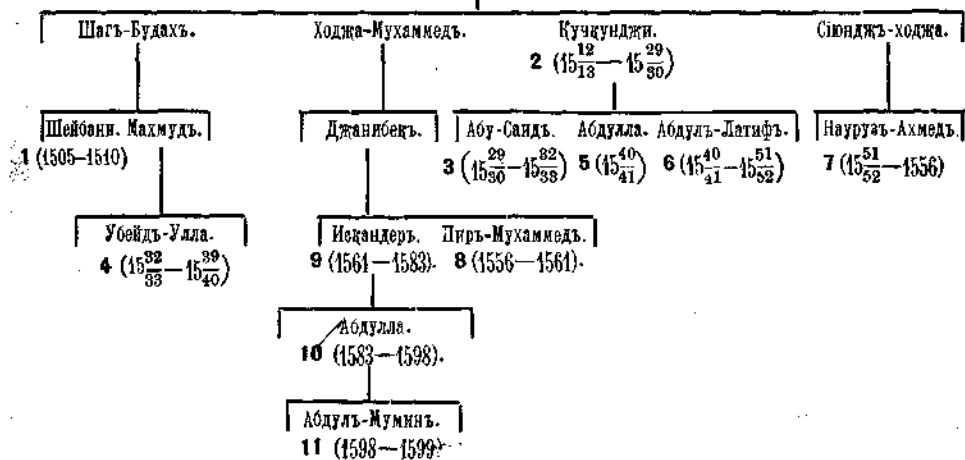 Шагъ-Будахъ. Ходжа-Мухаммедъ. Кучкунджи. Сіюнджъ-ходжа.
2 (15 12/13 — 15 29/30)
Шейбани. Махмудъ. Джанибекъ. Абу-Саидъ. Абдулла. Абдулъ-Латифъ. Наурузъ-Ахмедъ.
1 (1505—1510) 3 (15 29/30 — 15 32/33) 5 (15 40/41) 6 (15 40/41 — 15 51/52) 7 (15 51/52 — 1556)
Убейдъ-Улла. Искандеръ. Пиръ-Мухаммедъ.
4 (15 32/33 — 15 39/40) 9 (1561—1583). 8 (1556—1561).
Абдулла.
10 (1583—1598).
Абдулъ-Муминъ.
11 (1598—1599)